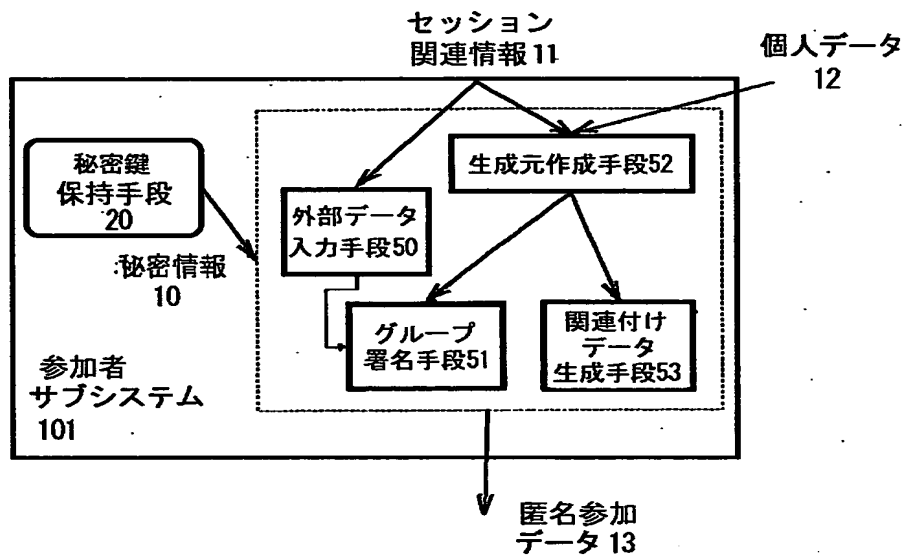 セッション
関連情報11
個人データ
12
秘密鍵
保持手段
20
生成元作成手段52
外部データ
入力手段50
秘密情報
10
グループ
署名手段51
関連付け
データ
生成手段53
参加者
サブシステム
101
匿名参加
データ13